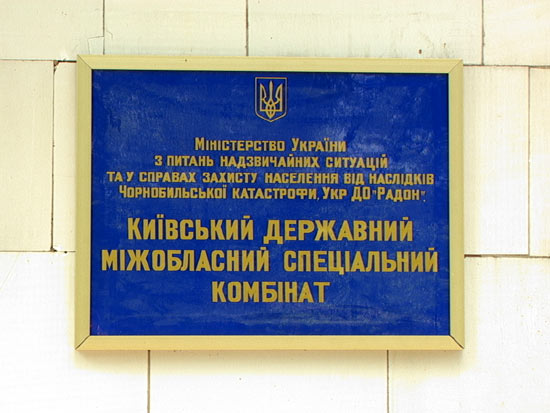 Міністерство України
з питань надзвичайних ситуацій
та у справах захисту населення від наслідків
Чорнобильської катастрофи, Укр ДО "Радон",
КИЇВСЬКИЙ ДЕРЖАВНИЙ
МІЖОБЛАСНИЙ СПЕЦІАЛЬНИЙ
КОМБІНАТ